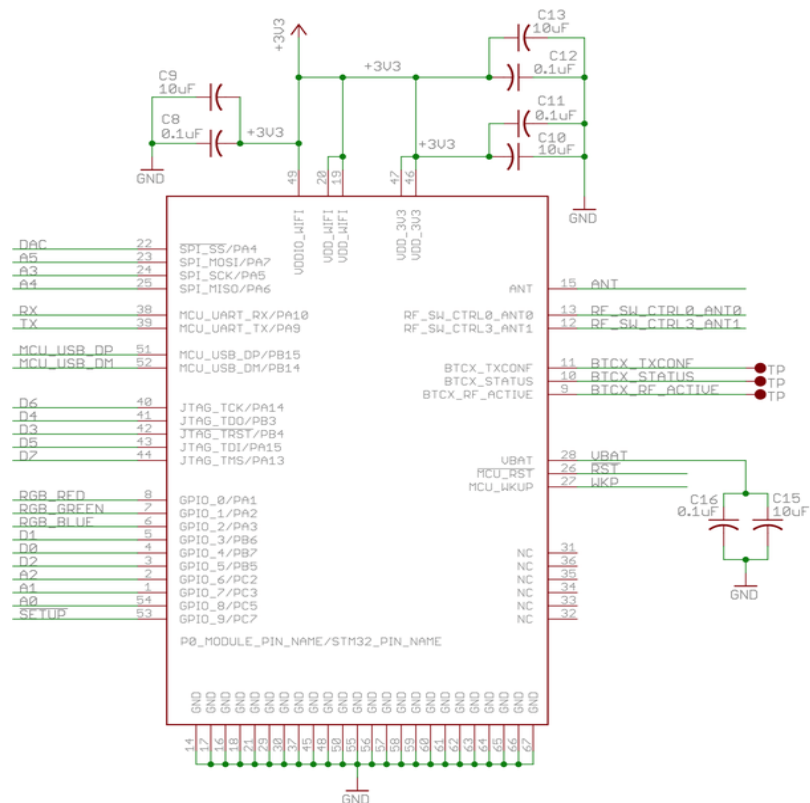 +3V3
C13
10uF
C12
0.1uF
+3V3
C9
10uF
C8
0.1uF
+3V3
C11
0.1uF
+3V3
C10
10uF
GND
GND
49
20
19
47
46
VDDIO_WIFI
VDD_WIFI
VDD_WIFI
VDD_3V3
VDD_3V3
DAC 22 SPI_SS/PA4
A5 23 SPI_MOSI/PA7
A3 24 SPI_SCK/PA5
A4 25 SPI_MISO/PA6
ANT 15 ANT
RX 38 MCU_UART_RX/PA10
TX 39 MCU_UART_TX/PA9
RF_SW_CTRL0_ANT0 13 RF_SW_CTRL0_ANT0
RF_SW_CTRL3_ANT1 12 RF_SW_CTRL3_ANT1
MCU_USB_DP 51 MCU_USB_DP/PB15
MCU_USB_DM 52 MCU_USB_DM/PB14
BTCX_TXCONF 11 BTCX_TXCONF TP
BTCX_STATUS 10 BTCX_STATUS TP
BTCX_RF_ACTIVE 9 BTCX_RF_ACTIVE TP
D6 40 JTAG_TCK/PA14
D4 41 JTAG_TDO/PB3
D3 42 JTAG_TRST/PB4
D5 43 JTAG_TDI/PA15
D7 44 JTAG_TMS/PA13
VBAT 28 VBAT
MCU_RST 26 RST
MCU_WKUP 27 WKP
RGB_RED 8 GPIO_0/PA1
RGB_GREEN 7 GPIO_1/PA2
RGB_BLUE 6 GPIO_2/PA3
D1 5 GPIO_3/PB6
D0 4 GPIO_4/PB7
D2 3 GPIO_5/PB5
A2 2 GPIO_6/PC2
A1 1 GPIO_7/PC3
A0 54 GPIO_8/PC5
SETUP 53 GPIO_9/PC7
C16
0.1uF
C15
10uF
GND
NC 31
NC 36
NC 35
NC 34
NC 33
NC 32
P0_MODULE_PIN_NAME/STM32_PIN_NAME
GND GND GND GND GND GND GND GND GND GND GND GND GND GND GND GND GND GND GND GND GND GND GND GND
14 17 16 18 21 29 30 37 45 48 50 55 56 57 58 59 60 61 62 63 64 65 66 67
GND